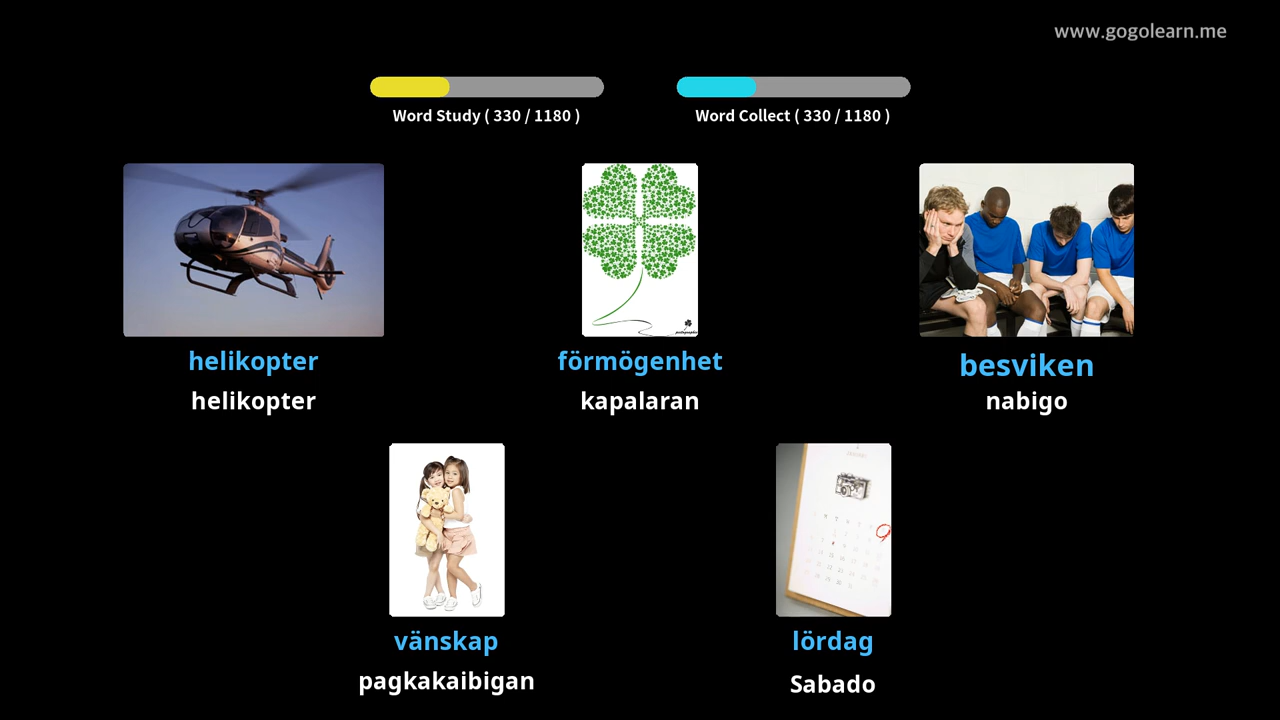 www.gogolearn.me
Word Study ( 330 / 1180 )
Word Collect ( 330 / 1180 )
helikopter
helikopter
förmögenhet
kapalaran
besviken
nabigo
vänskap
pagkakaibigan
lördag
Sabado